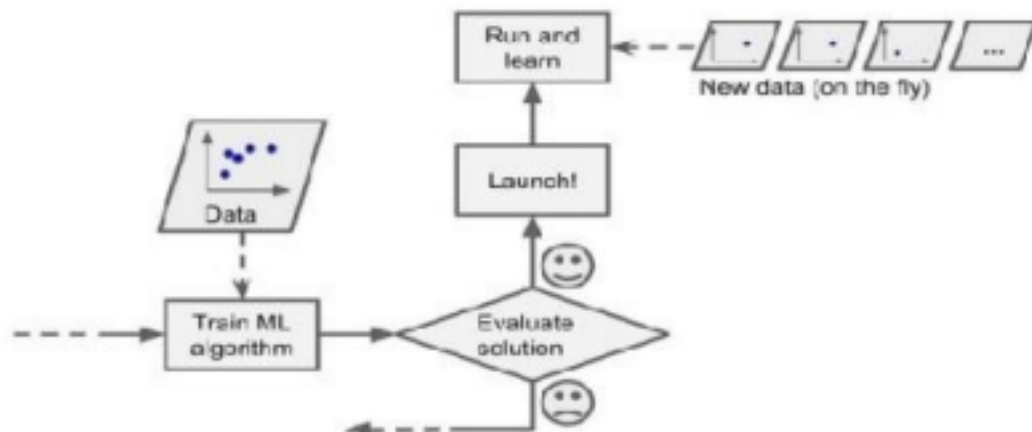 Run and
learn
...
New data (on the fly)
Launch!
Data
Train ML
algorithm
Evaluate
solution